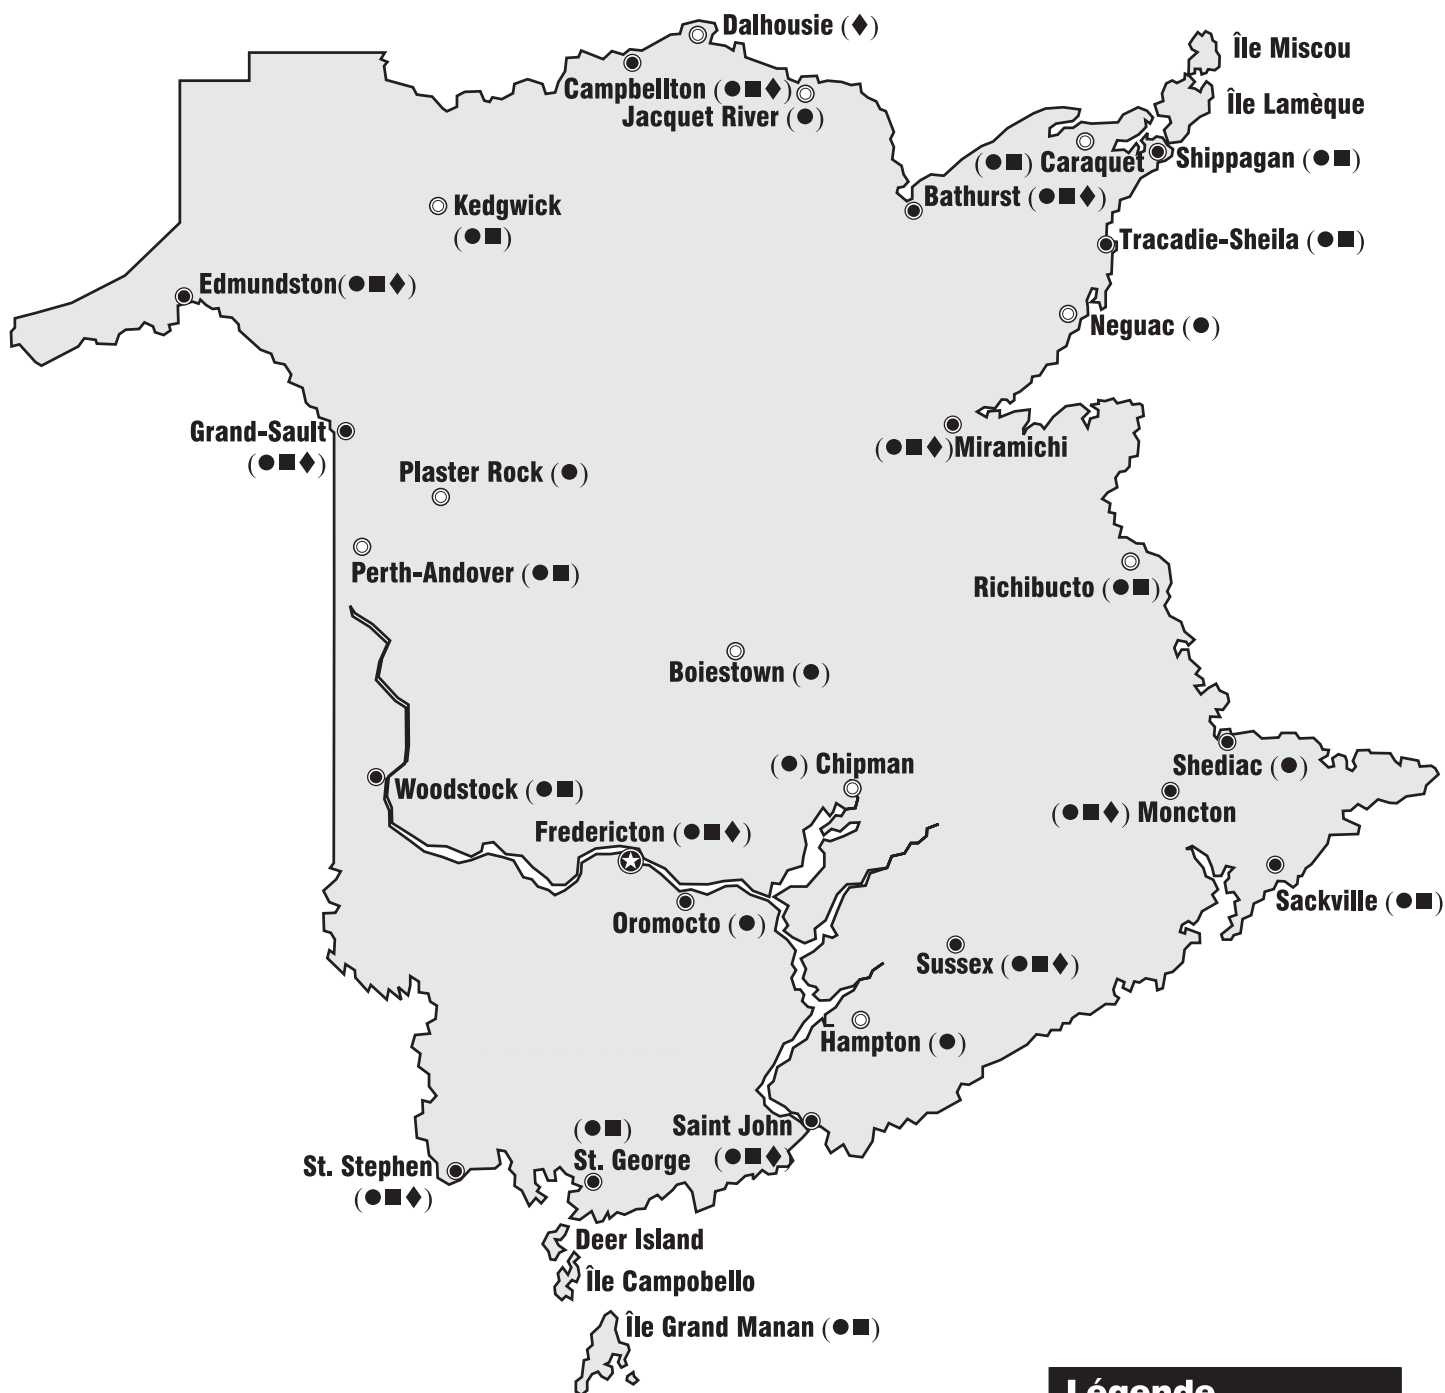 Dalhousie (♦)
Île Miscou
Campbellton (●■♦)
Île Lamèque
Jacquet River (●)
(●■) Caraquet
Shippagan (●■)
Bathurst (●■♦)
Kedgwick
(●■)
Tracadie-Sheila (●■)
Edmundston(●■♦)
Neguac (●)
Grand-Sault
(●■♦)
(●■♦)Miramichi
Plaster Rock (●)
Perth-Andover (●■)
Richibucto (●■)
Boiestown (●)
(●) Chipman
Shediac (●)
Woodstock (●■)
(●■♦) Moncton
Fredericton (●■♦)
Sackville (●■)
Oromocto (●)
Sussex (●■♦)
Hampton (●)
(●■)
Saint John
(●■♦)
St. George
St. Stephen
(●■♦)
Deer Island
Île Campobello
Île Grand Manan (●■)
Légende